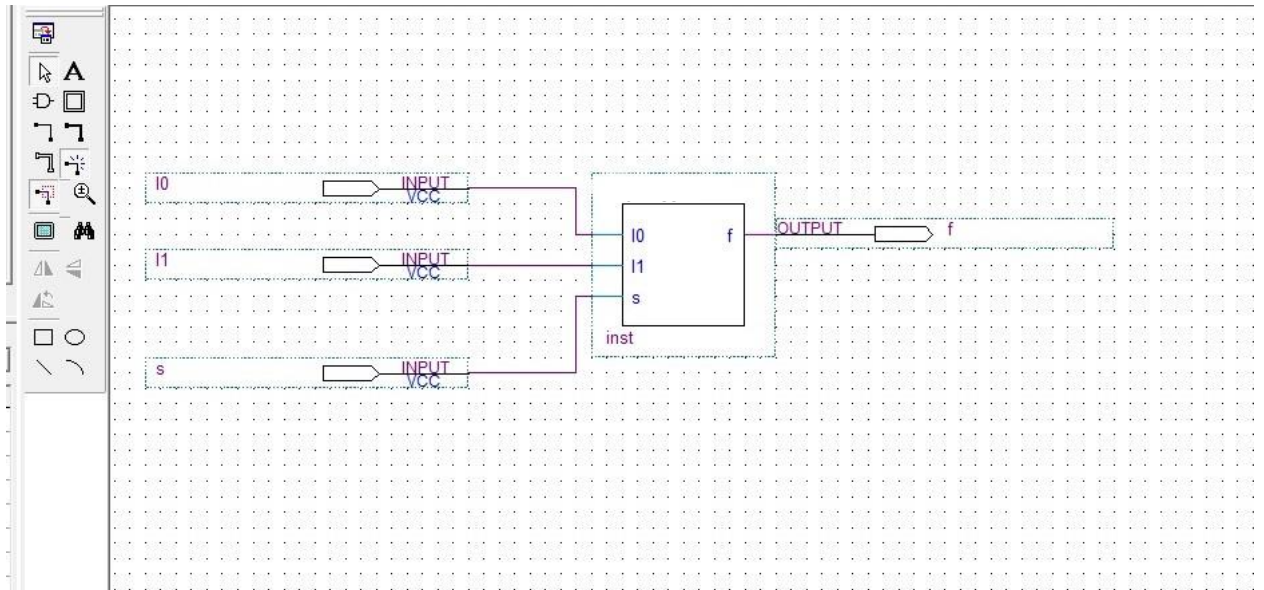 A
I0
INPUT
VCC
I1
INPUT
VCC
s
INPUT
VCC
I0
f
I1
s
inst
OUTPUT
f